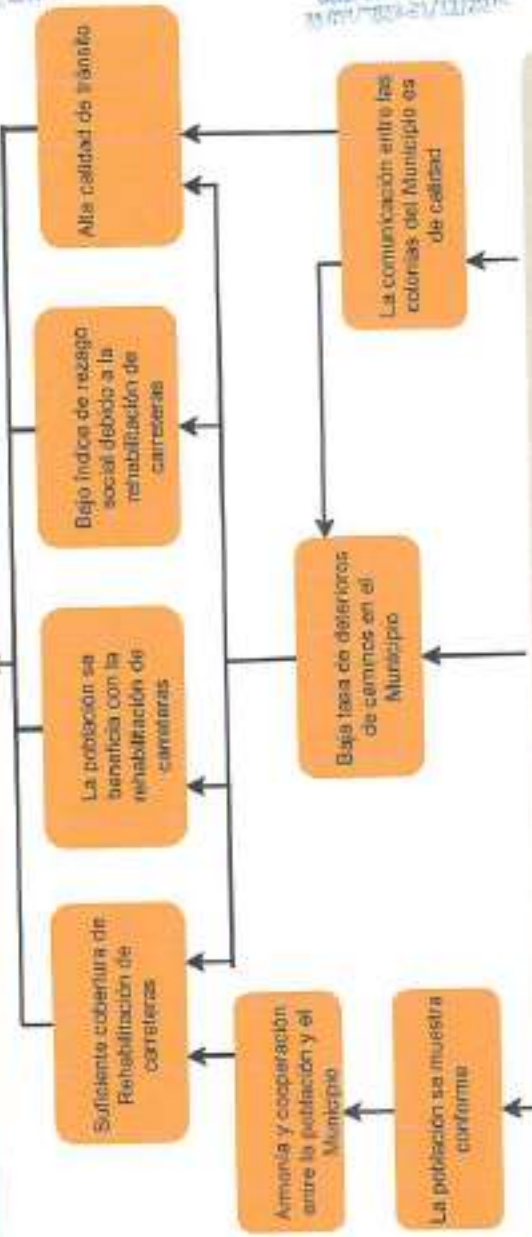 Suficiente cobertura de
Rehabilitación de
carreteras
La población se
beneficia con la
rehabilitación de
carreteras
Bajo índice de rezago
social debido a la
rehabilitación de
carreteras
Alta calidad de tránsito
Armonía y cooperación
entre la población y el
Municipio
Baja tasa de deterioros
de caminos en el
Municipio
La comunicación entre las
colonias del Municipio es
de calidad
La población se muestra
conforme